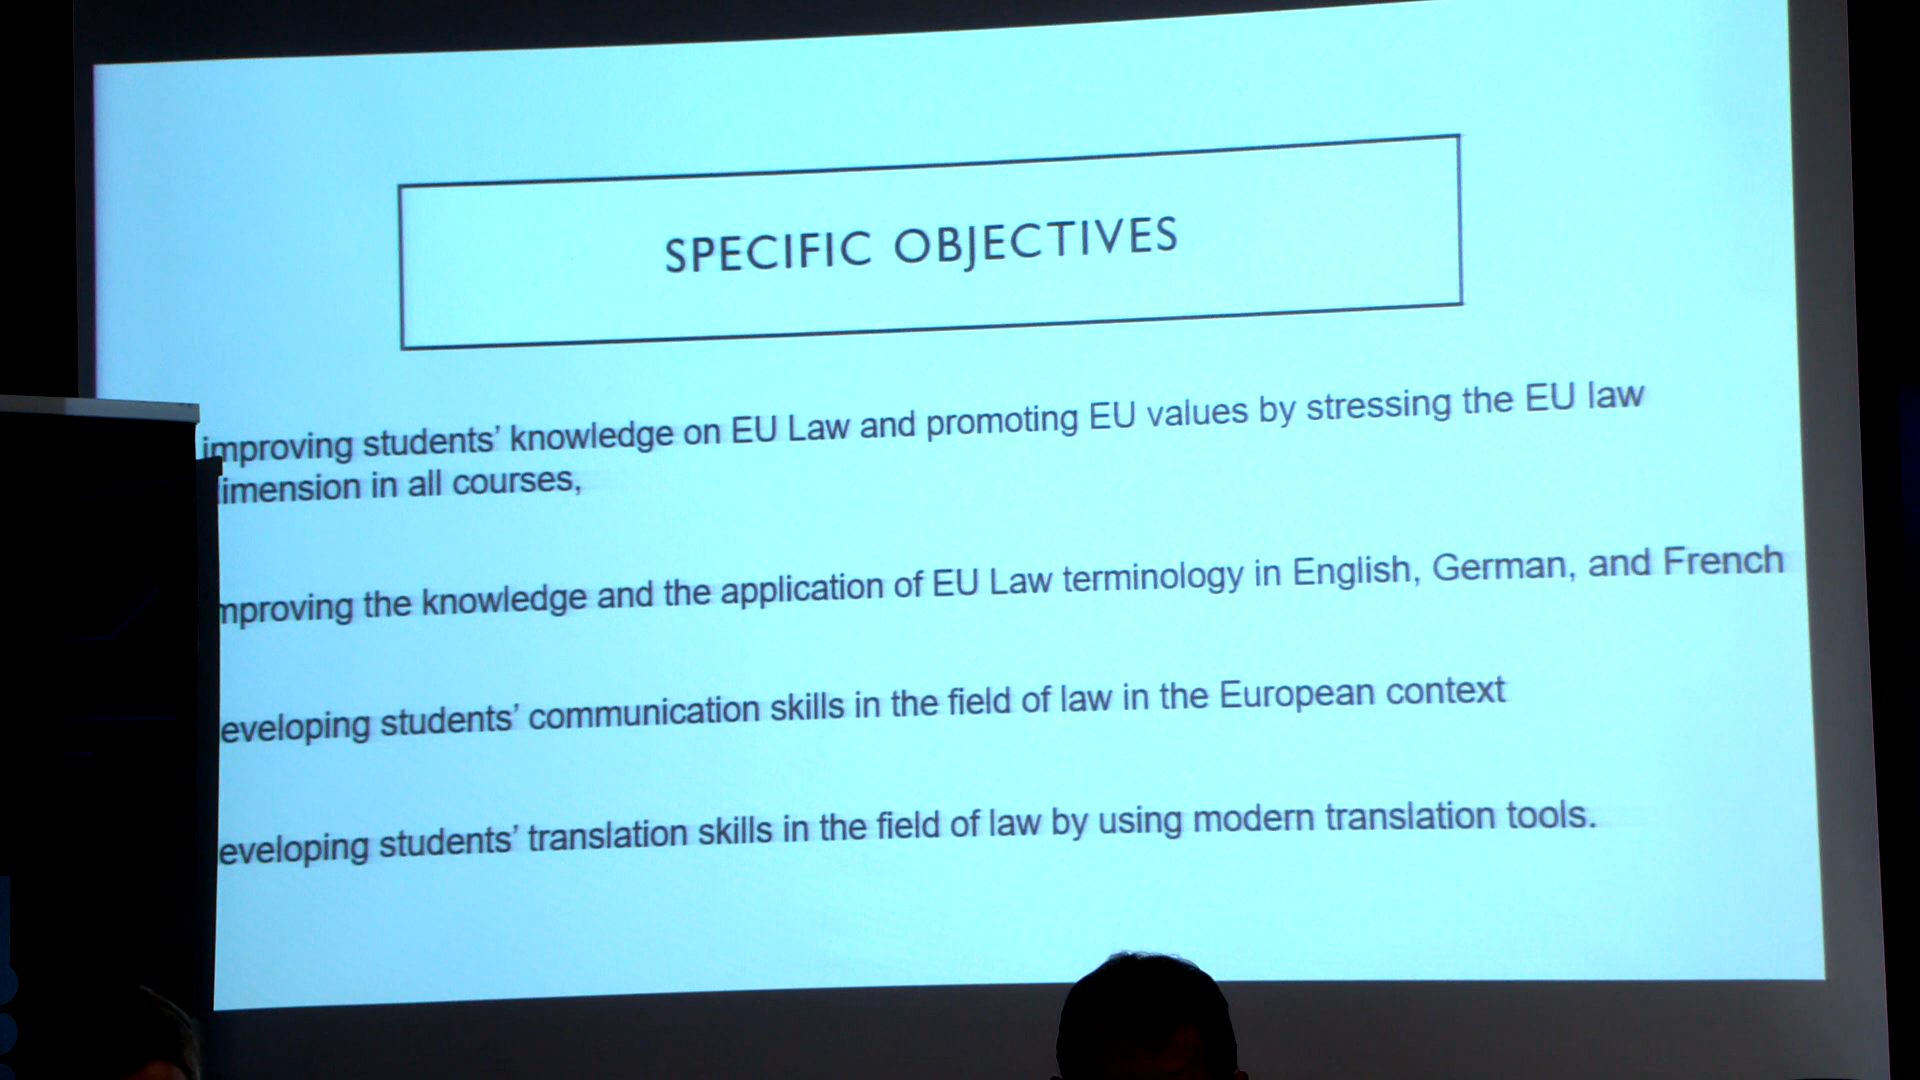 SPECIFIC OBJECTIVES
improving students’ knowledge on EU Law and promoting EU values by stressing the EU law
imension in all courses,
mproving the knowledge and the application of EU Law terminology in English, German, and French
eveloping students’ communication skills in the field of law in the European context
eveloping students’ translation skills in the field of law by using modern translation tools.